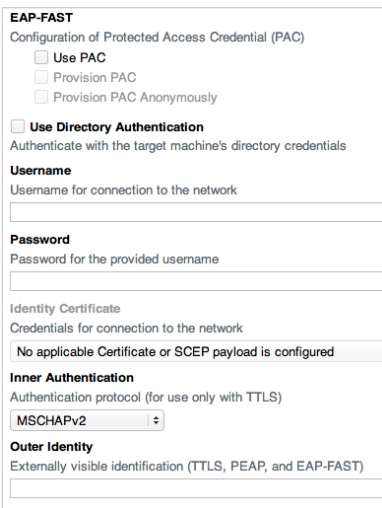 EAP-FAST
Configuration of Protected Access Credential (PAC)
Use PAC
Provision PAC
Provision PAC Anonymously
Use Directory Authentication
Authenticate with the target machine's directory credentials
Username
Username for connection to the network
Password
Password for the provided username
Identity Certificate
Credentials for connection to the network
No applicable Certificate or SCEP payload is configured
Inner Authentication
Authentication protocol (for use only with TTLS)
MSCHAPv2
Outer Identity
Externally visible identification (TTLS, PEAP, and EAP-FAST)